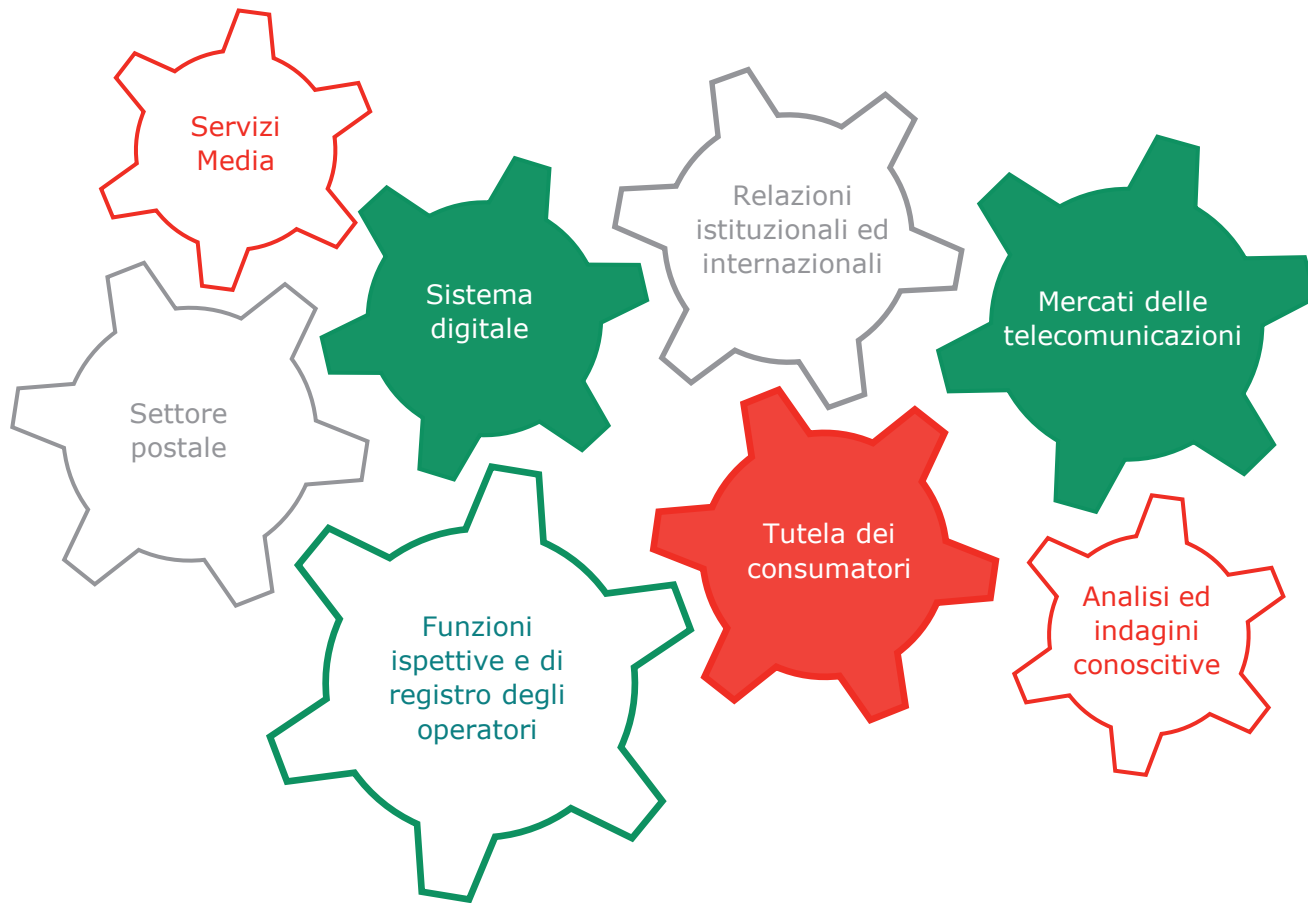 Servizi
Media
Relazioni
istituzionali ed
internazionali
Sistema
digitale
Mercati delle
telecomunicazioni
Settore
postale
Tutela dei
consumatori
Funzioni
ispettive e di
registro degli
operatori
Analisi ed
indagini
conoscitive